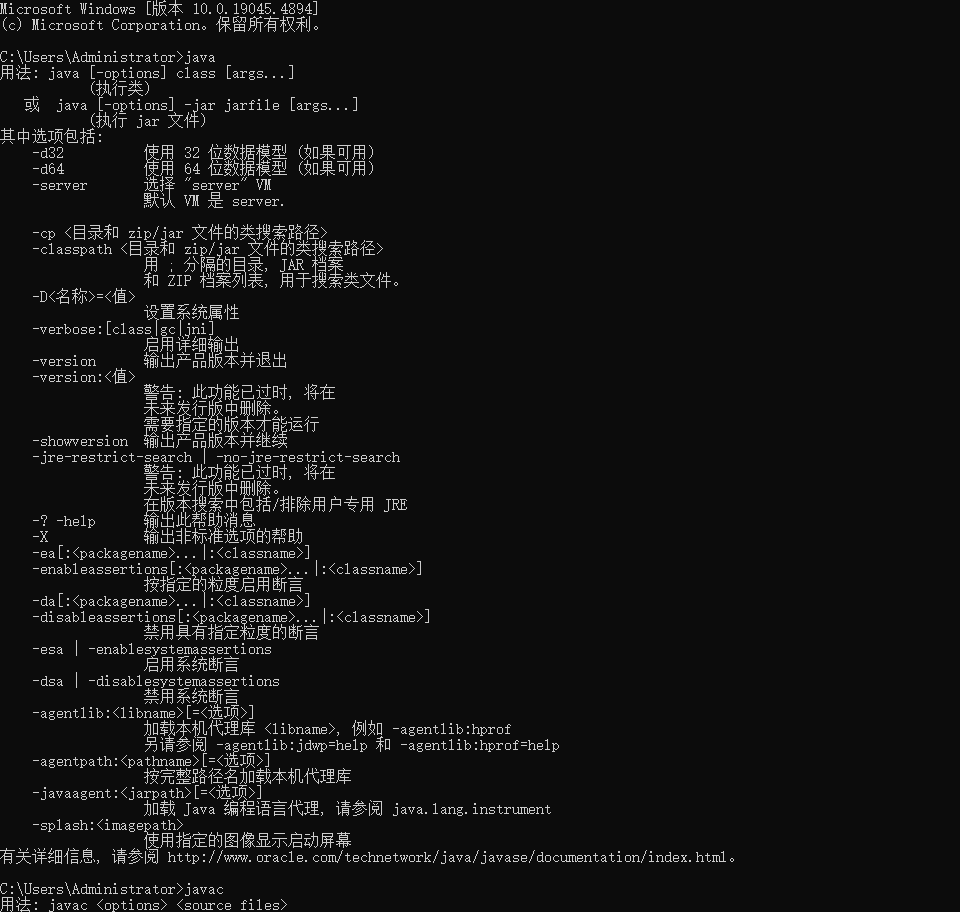 Microsoft Windows [版本 10.0.19045.4894]
(c) Microsoft Corporation。保留所有权利。
C:\Users\Administrator>java
用法: java [-options] class [args...]
(执行类)
或  java [-options] -jar jarfile [args...]
(执行 jar 文件)
其中选项包括:
-d32          使用 32 位数据模型 (如果可用)
-d64          使用 64 位数据模型 (如果可用)
-server       选择 "server" VM
默认 VM 是 server.
-cp <目录和 zip/jar 文件的类搜索路径>
-classpath <目录和 zip/jar 文件的类搜索路径>
用 ; 分隔的目录, JAR 档案
和 ZIP 档案列表, 用于搜索类文件。
-D<名称>=<值>
设置系统属性
-verbose:[class|gc|jni]
启用详细输出
-version      输出产品版本并退出
-version:<值>
警告: 此功能已过时, 将在
未来发行版中删除。
需要指定的版本才能运行
-showversion  输出产品版本并继续
-jre-restrict-search | -no-jre-restrict-search
警告: 此功能已过时, 将在
未来发行版中删除。
在版本搜索中包括/排除用户专用 JRE
-? -help      输出此帮助消息
-X            输出非标准选项的帮助
-ea[:<packagename>...|:<classname>]
-enableassertions[:<packagename>...|:<classname>]
按指定的粒度启用断言
-da[:<packagename>...|:<classname>]
-disableassertions[:<packagename>...|:<classname>]
禁用具有指定粒度的断言
-esa | -enablesystemassertions
启用系统断言
-dsa | -disablesystemassertions
禁用系统断言
-agentlib:<libname>[=<选项>]
加载本机代理库 <libname>, 例如 -agentlib:hprof
另请参阅 -agentlib:jdwp=help 和 -agentlib:hprof=help
-agentpath:<pathname>[=<选项>]
按完整路径名加载本机代理库
-javaagent:<jarpath>[=<选项>]
加载 Java 编程语言代理, 请参阅 java.lang.instrument
-splash:<imagepath>
使用指定的图像显示启动屏幕
有关详细信息, 请参阅 http://www.oracle.com/technetwork/java/javase/documentation/index.html。
C:\Users\Administrator>javac
用法: javac <options> <source files>